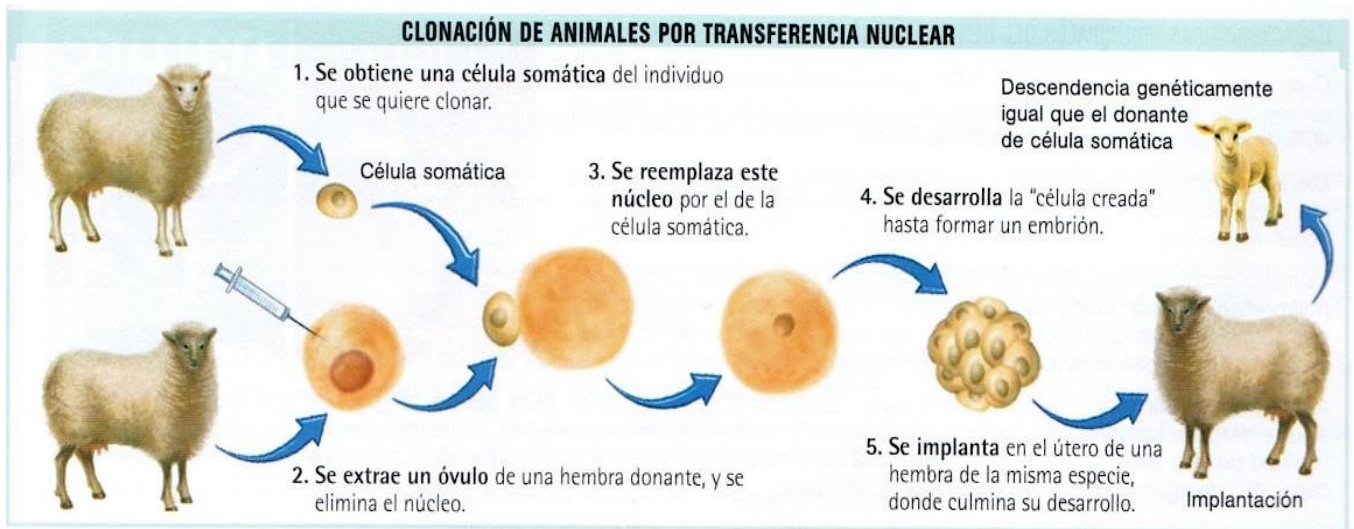 CLONACIÓN DE ANIMALES POR TRANSFERENCIA NUCLEAR
1. Se obtiene una célula somática del individuo
que se quiere clonar.
Célula somática
2. Se extrae un óvulo de una hembra donante, y se
elimina el núcleo.
3. Se reemplaza este
núcleo por el de la
célula somática.
4. Se desarrolla la "célula creada"
hasta formar un embrión.
5. Se implanta en el útero de una
hembra de la misma especie,
donde culmina su desarrollo.
Implantación
Descendencia genéticamente
igual que el donante
de célula somática